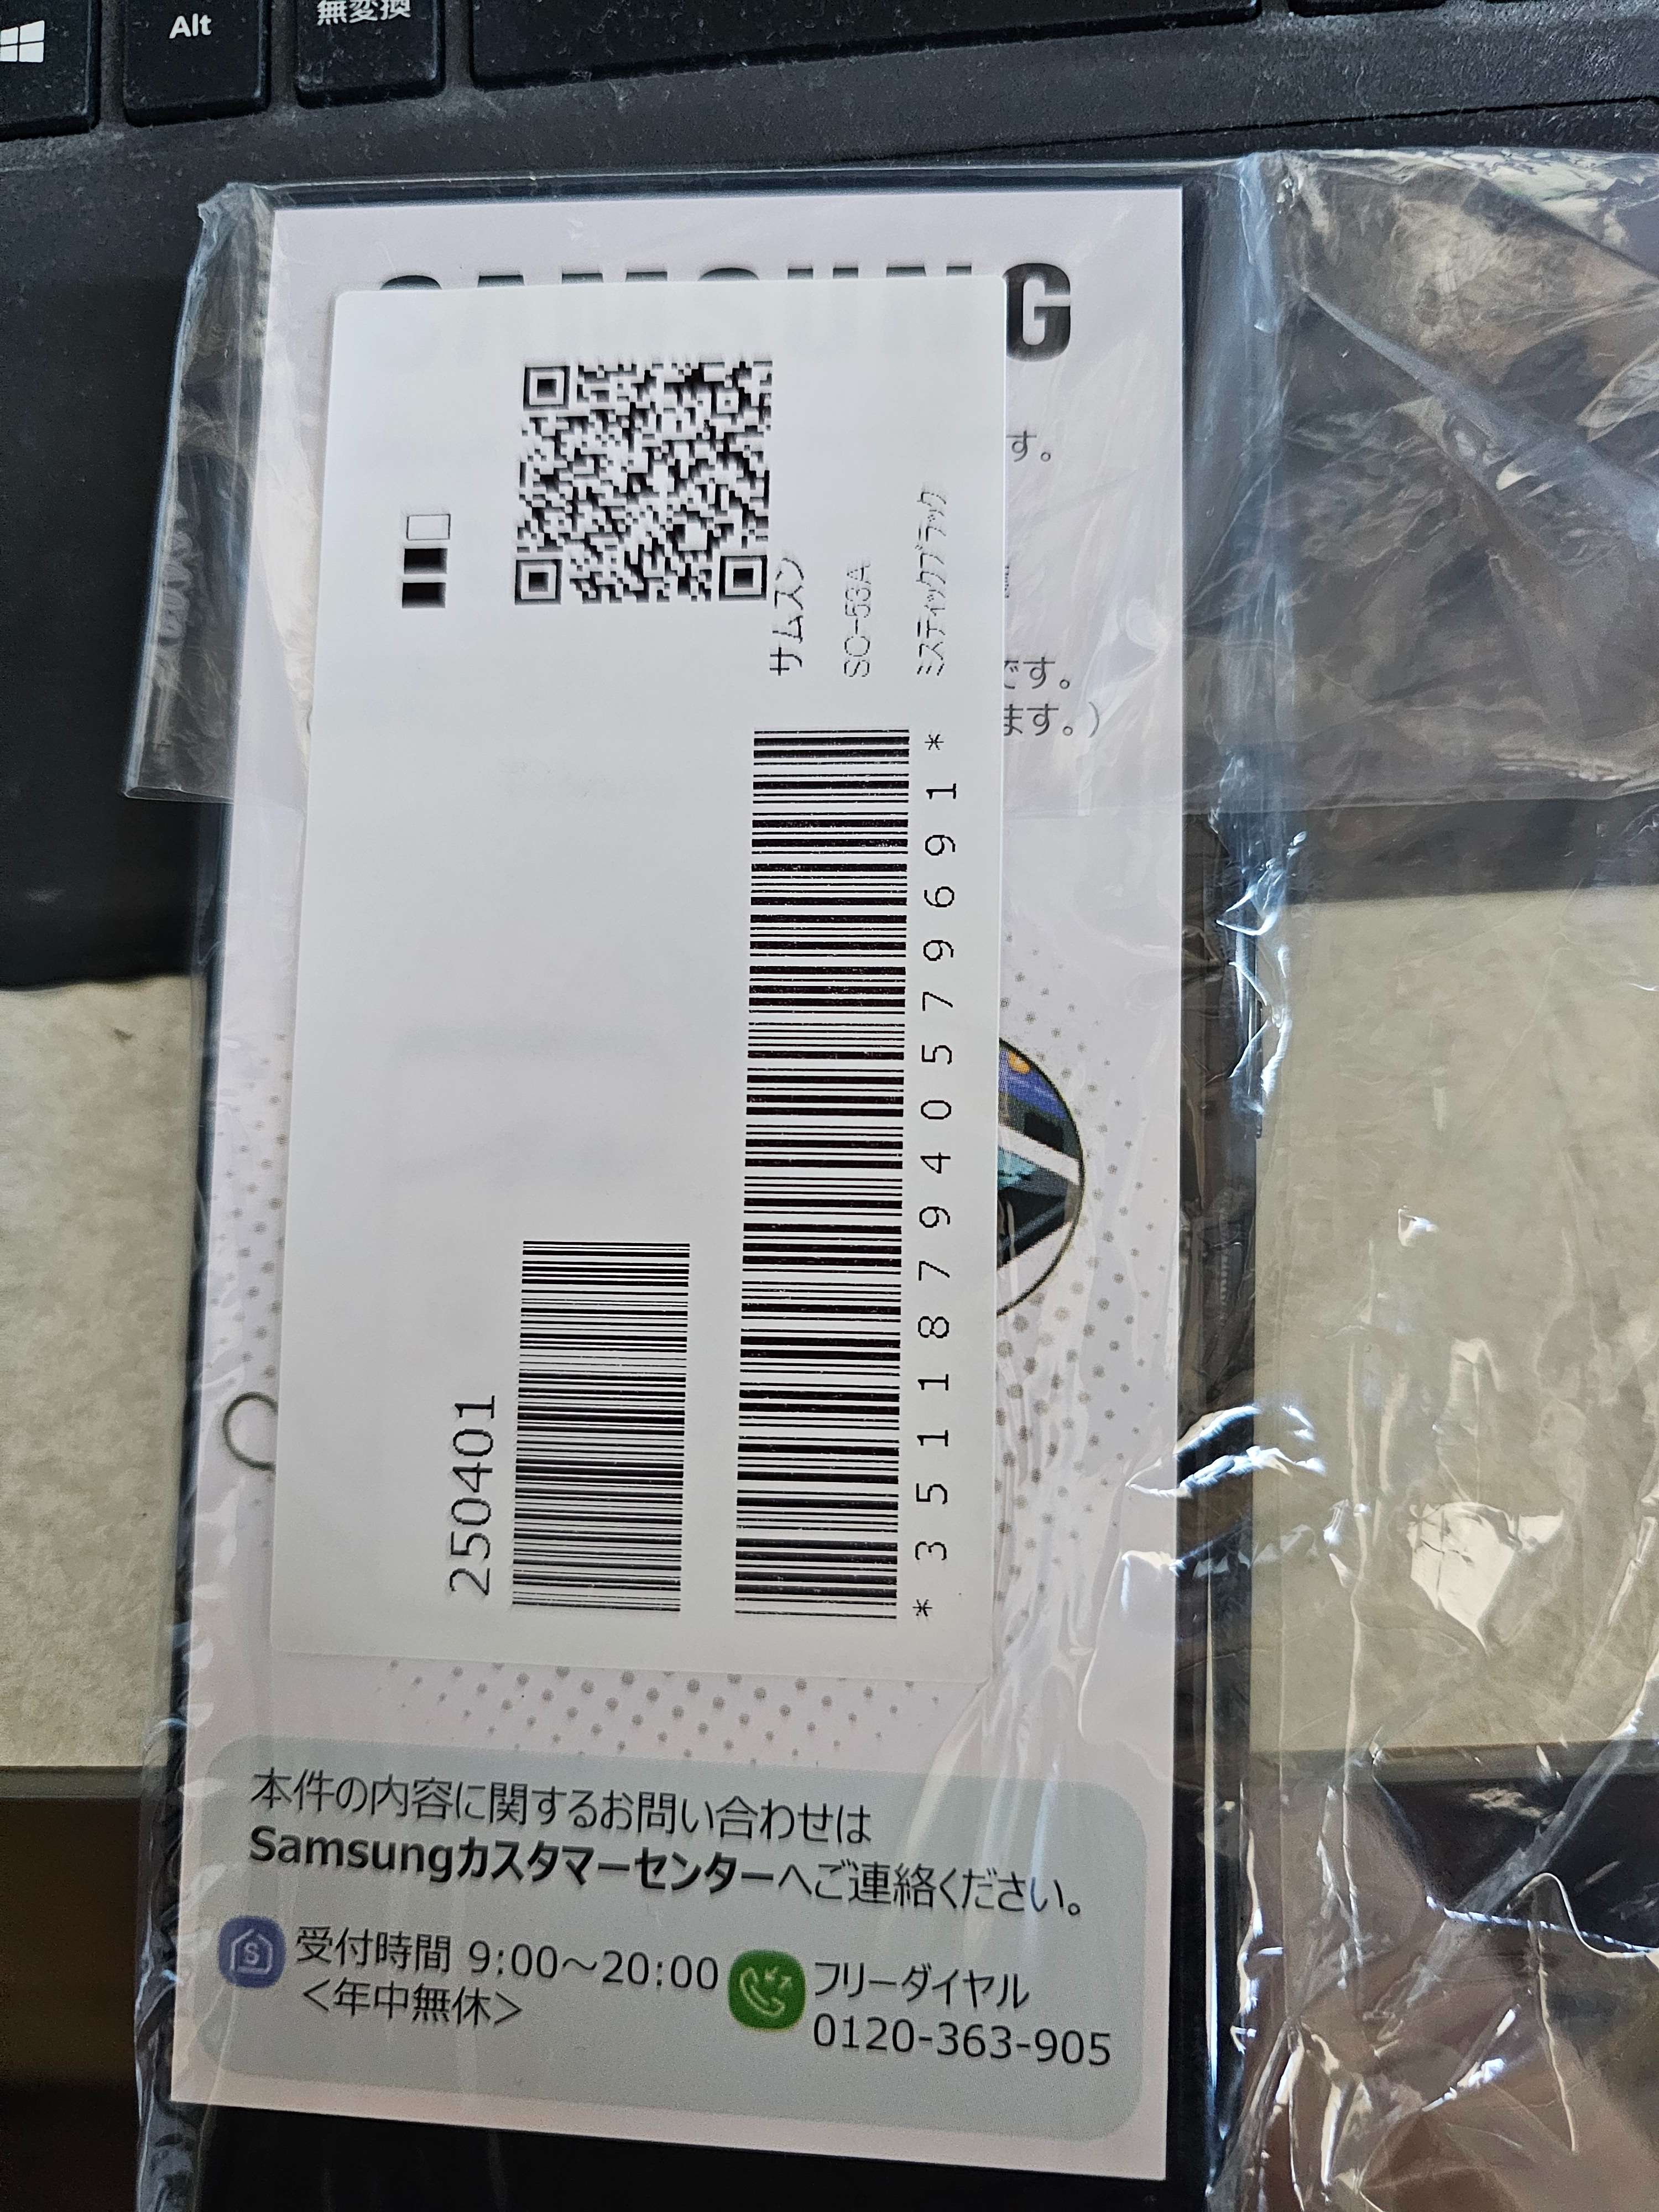 Alt
無変換
SAMSUNG
す。
です。
ます。）
サムスン
SC-53A
ミスティックブラック
*351187940579691*
250401
本件の内容に関するお問い合わせは
Samsungカスタマーセンターへご連絡ください。
受付時間 9:00～20:00
＜年中無休＞
フリーダイヤル
0120-363-905